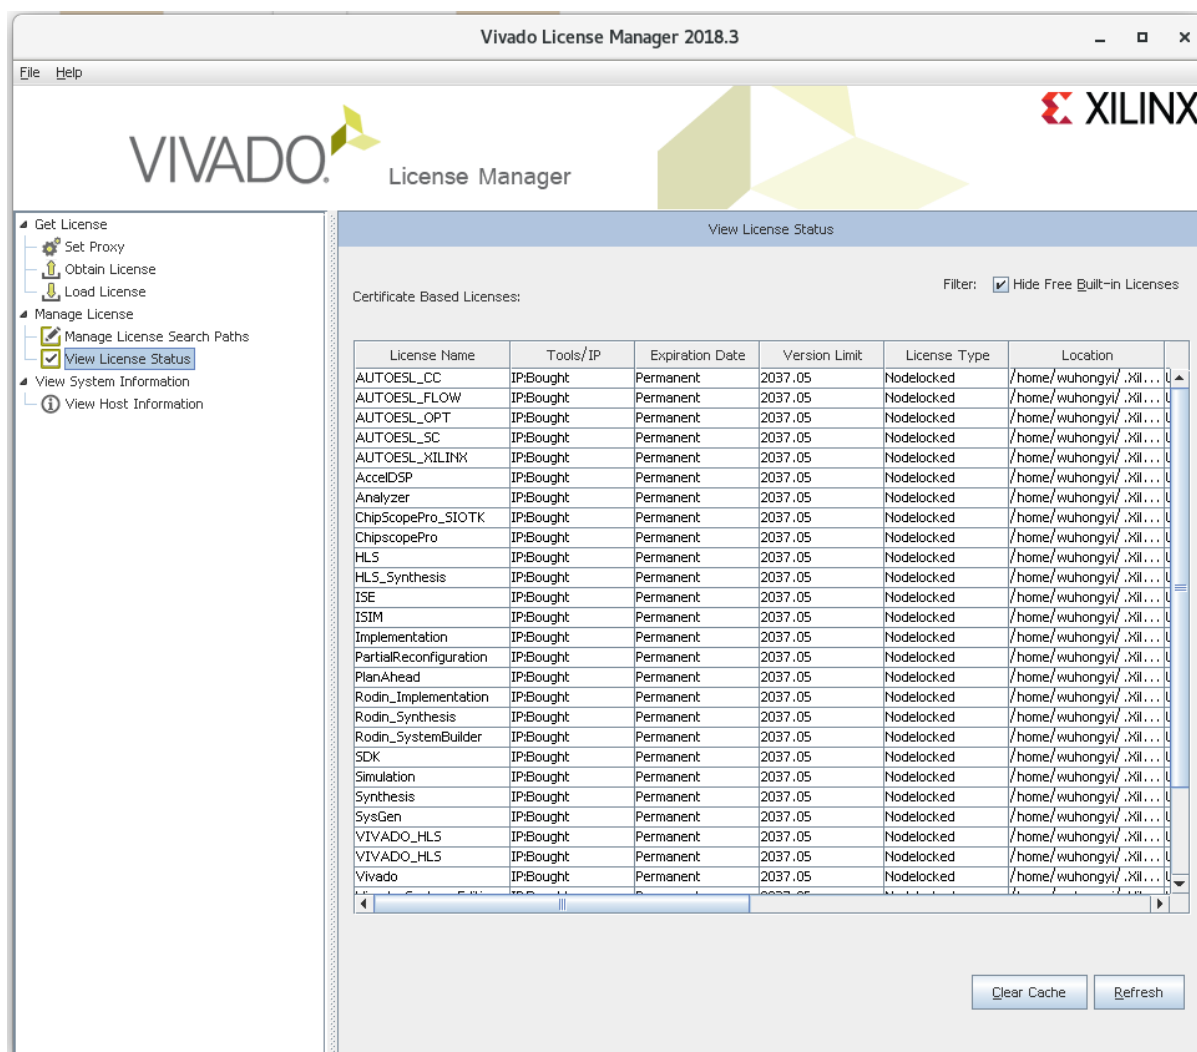 Vivado License Manager 2018.3
File Help
XILINX
VIVADO.
License Manager
Get License
Set Proxy
Obtain License
Load License
Manage License
Manage License Search Paths
View License Status
View System Information
View Host Information
View License Status
Filter: Hide Free Built-in Licenses
Certificate Based Licenses:
License Name Tools/IP Expiration Date Version Limit License Type Location
AUTOESL_CC IP:Bought Permanent 2037.05 Nodelocked /home/wuhongyi/.Xil...
AUTOESL_FLOW IP:Bought Permanent 2037.05 Nodelocked /home/wuhongyi/.Xil...
AUTOESL_OPT IP:Bought Permanent 2037.05 Nodelocked /home/wuhongyi/.Xil...
AUTOESL_SC IP:Bought Permanent 2037.05 Nodelocked /home/wuhongyi/.Xil...
AUTOESL_XILINX IP:Bought Permanent 2037.05 Nodelocked /home/wuhongyi/.Xil...
AccelDSP IP:Bought Permanent 2037.05 Nodelocked /home/wuhongyi/.Xil...
Analyzer IP:Bought Permanent 2037.05 Nodelocked /home/wuhongyi/.Xil...
ChipScopePro_SIOTK IP:Bought Permanent 2037.05 Nodelocked /home/wuhongyi/.Xil...
ChipscopePro IP:Bought Permanent 2037.05 Nodelocked /home/wuhongyi/.Xil...
HLS IP:Bought Permanent 2037.05 Nodelocked /home/wuhongyi/.Xil...
HLS_Synthesis IP:Bought Permanent 2037.05 Nodelocked /home/wuhongyi/.Xil...
ISE IP:Bought Permanent 2037.05 Nodelocked /home/wuhongyi/.Xil...
ISIM IP:Bought Permanent 2037.05 Nodelocked /home/wuhongyi/.Xil...
Implementation IP:Bought Permanent 2037.05 Nodelocked /home/wuhongyi/.Xil...
PartialReconfiguration IP:Bought Permanent 2037.05 Nodelocked /home/wuhongyi/.Xil...
PlanAhead IP:Bought Permanent 2037.05 Nodelocked /home/wuhongyi/.Xil...
Rodin_Implementation IP:Bought Permanent 2037.05 Nodelocked /home/wuhongyi/.Xil...
Rodin_Synthesis IP:Bought Permanent 2037.05 Nodelocked /home/wuhongyi/.Xil...
Rodin_SystemBuilder IP:Bought Permanent 2037.05 Nodelocked /home/wuhongyi/.Xil...
SDK IP:Bought Permanent 2037.05 Nodelocked /home/wuhongyi/.Xil...
Simulation IP:Bought Permanent 2037.05 Nodelocked /home/wuhongyi/.Xil...
Synthesis IP:Bought Permanent 2037.05 Nodelocked /home/wuhongyi/.Xil...
SysGen IP:Bought Permanent 2037.05 Nodelocked /home/wuhongyi/.Xil...
VIVADO_HLS IP:Bought Permanent 2037.05 Nodelocked /home/wuhongyi/.Xil...
VIVADO_HLS IP:Bought Permanent 2037.05 Nodelocked /home/wuhongyi/.Xil...
Vivado IP:Bought Permanent 2037.05 Nodelocked /home/wuhongyi/.Xil...
Clear Cache Refresh